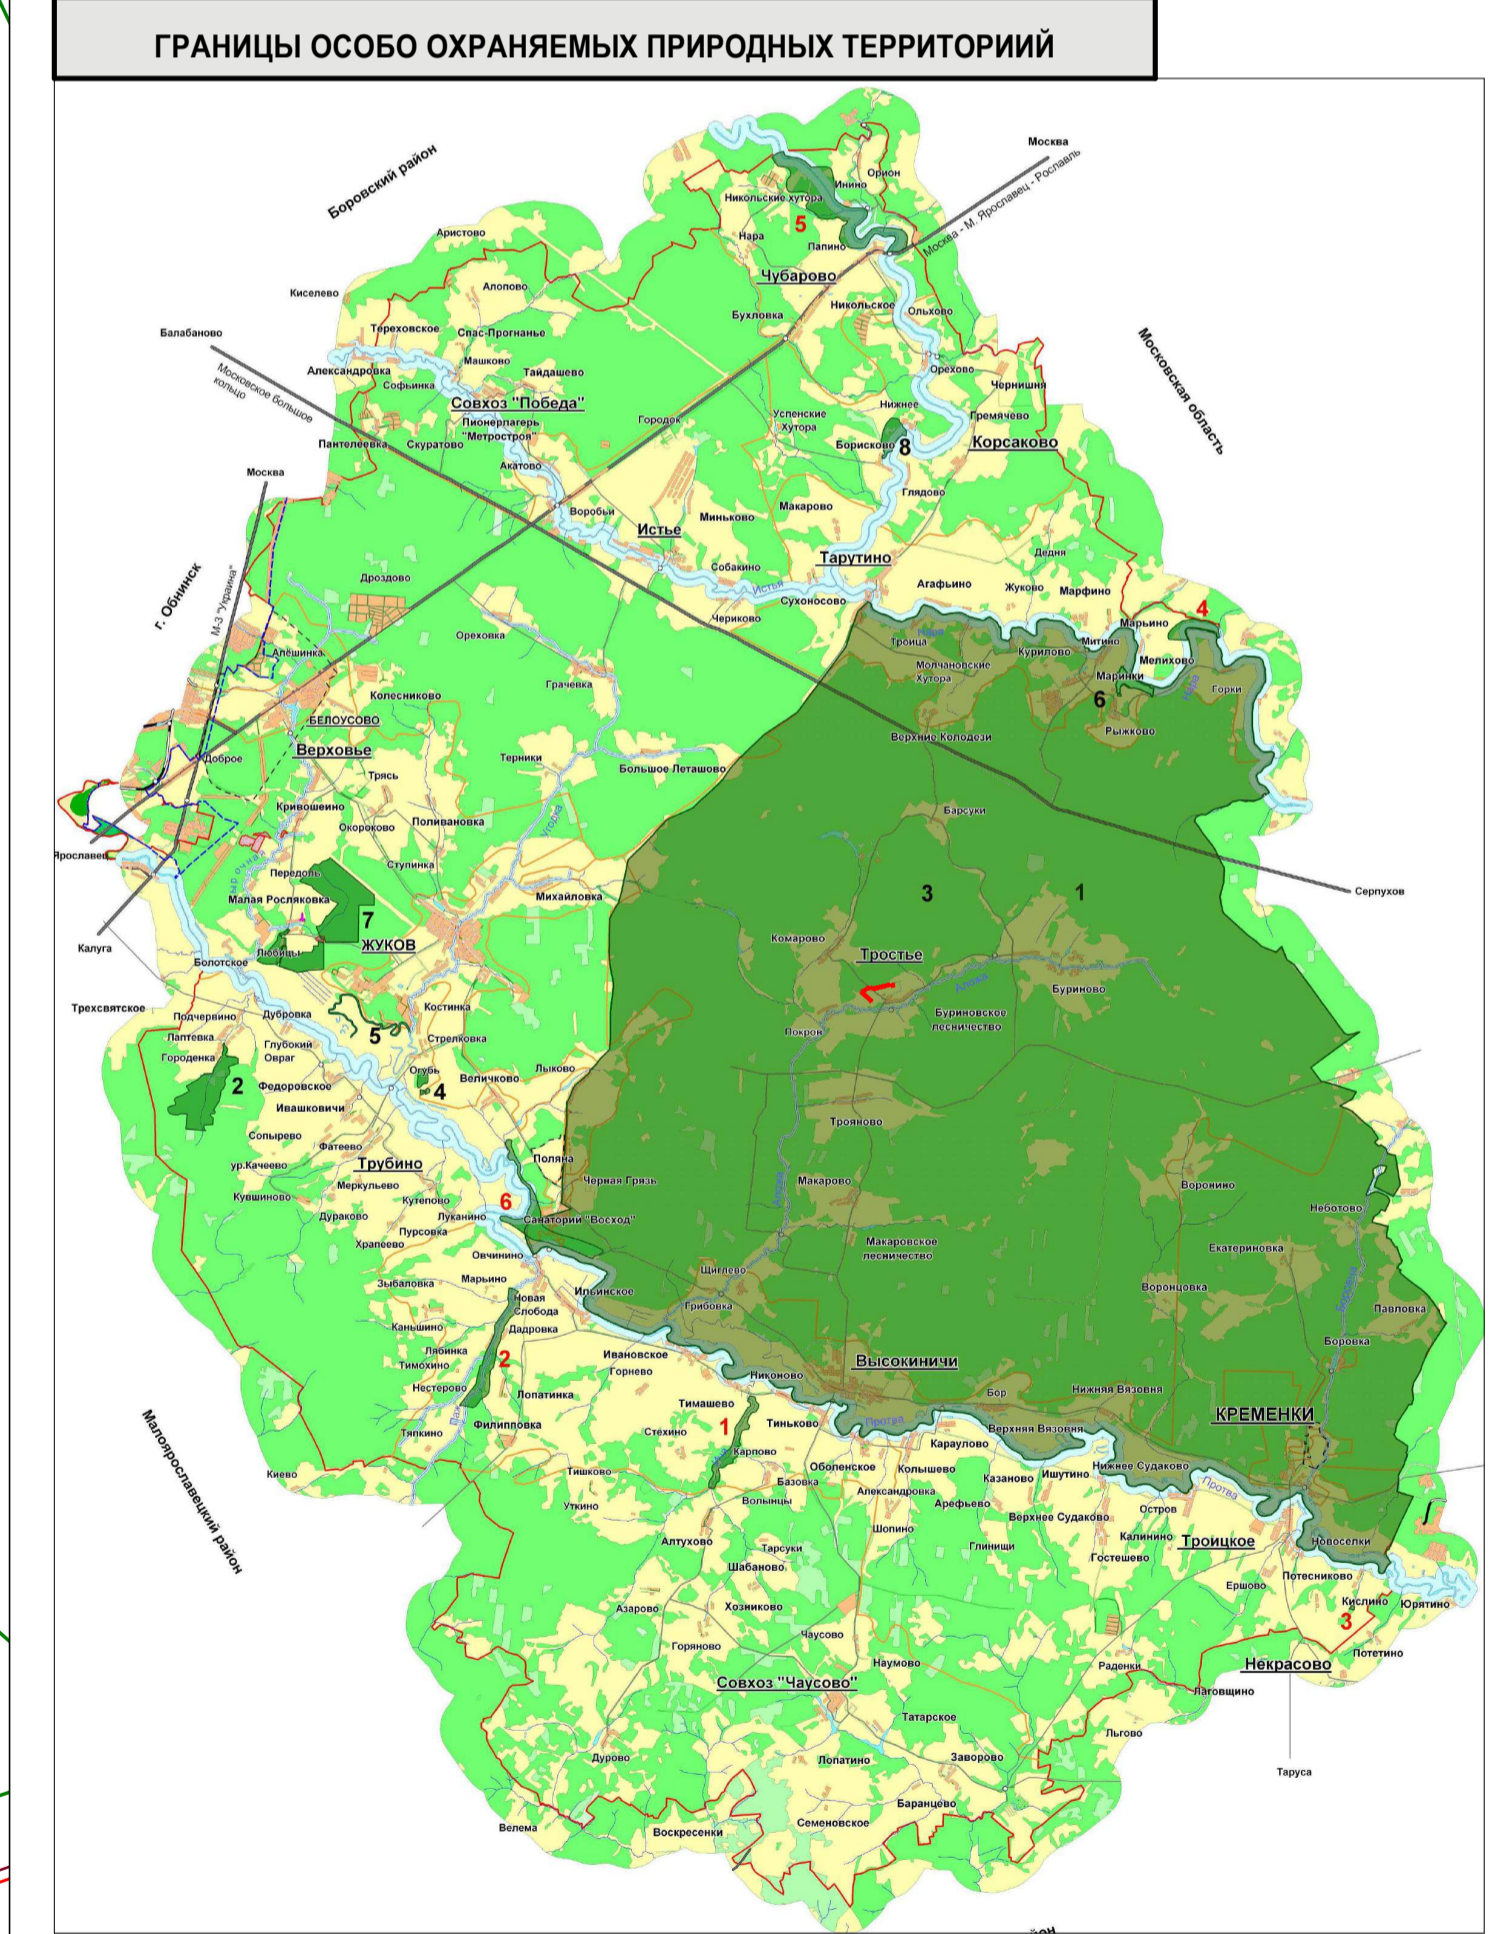 ГРАНИЦЫ ОСОБО ОХРАНЯЕМЫХ ПРИРОДНЫХ ТЕРРИТОРИИЙ
Боровский район
Москва
Москва - М. Ярославец - Рославль
Орион
Инино
Никольские хутора
5
Нара
Папино
Чубарово
Аристово
Киселево
Алопово
Балабаново
Тереховское
Спас-Прогнанье
Бухловка
Никольское
Ольхово
Московская область
Московское большое
кольцо
Александровка
Машково
Софьинка
Тайдашево
Совхоз "Победа"
Орехово
Чернишня
Нижнее
Гремячево
Пионерлагерь
"Метростроя"
Городок
Успенские
Хутора
Борисково
8
Корсаково
Пантелеевка
Скуратово
Акатово
Москва
Глядово
Воробьи
Истье
Миньково
Макарово
Тарутино
Дедня
г. Обнинск
М-3 "Украина"
Дроздово
Собакино
Истья
Сухоносово
Агафьино
Жуково
Марфино
4
Чериково
Марьино
Ореховка
Алёшинка
Нара
Троица
Митино
Курилово
Мелихово
Молчановские
Хутора
Маринки
Нара
Горки
6
Грачевка
Колесниково
БЕЛОУСОВО
Верховье
Рыжково
Верхние Колодези
Доброе
Терники
Большое Леташово
Трясь
Кривошеино
Окороково
Поливановка
Угодка
Барсуки
Ярославец
Ступинка
Передоль
Малая Росляковка
7
Михайловка
3
1
Серпухов
Калуга
ЖУКОВ
Любицы
Болотское
Комарово
Тростье
Аложа
Буриново
Трехсвятское
Подчервино
Дубровка
Костинка
Буриновское
лесничество
Покров
Лаптевка
Городенка
Глубокий
Овраг
5
Стрелковка
2
Федоровское
Огубь
4
Величково
Лыково
Ивашковичи
Трояново
Сопырево
Фатеево
ур.Качеево
Трубино
Поляна
Черная Грязь
Макарово
Воронино
Кувшиново
Меркульево
Кутепово
6
Неботово
Дураково
Пурсовка
Луканино
Санаторий "Восход"
Храпеево
Овчинино
Макаровское
лесничество
Екатериновка
Зыбаловка
Марьино
Щиглево
Воронцовка
Новая
Слобода
Ильинское
Грибовка
Павловка
Каньшино
Дадровка
Боровка
Лябинка
Тимохино
2
Ивановское
Горнево
Высокиничи
Нестерово
Лопатинка
Никоново
Бор
Нижняя Вязовня
Тимашево
КРЕМЕНКИ
Филипповка
Тяпкино
Стехино
1
Тиньково
Протва
Верхняя Вязовня
Малоярославецкий район
Киево
Тишково
Карпово
Караулово
Оболенское
Колышево
Казаново
Ишутино
Нижнее Судаково
Базовка
Волынцы
Александровка
Арефьево
Протва
Уткино
Верхнее Судаково
Остров
Шопино
Калинино
Троицкое
Новоселки
Алтухово
Тарсуки
Глинищи
Гостешево
Шабаново
Потесниково
Ершово
Кислино
Юрятино
3
Азарово
Хозниково
Горяново
Чаусово
Наумово
Потетино
Раденки
Некрасово
Совхоз "Чаусово"
Лаговщино
Татарское
Льгово
Дурово
Лопатино
Заворово
Таруса
Баранцево
Велема
Воскресенки
Семеновское